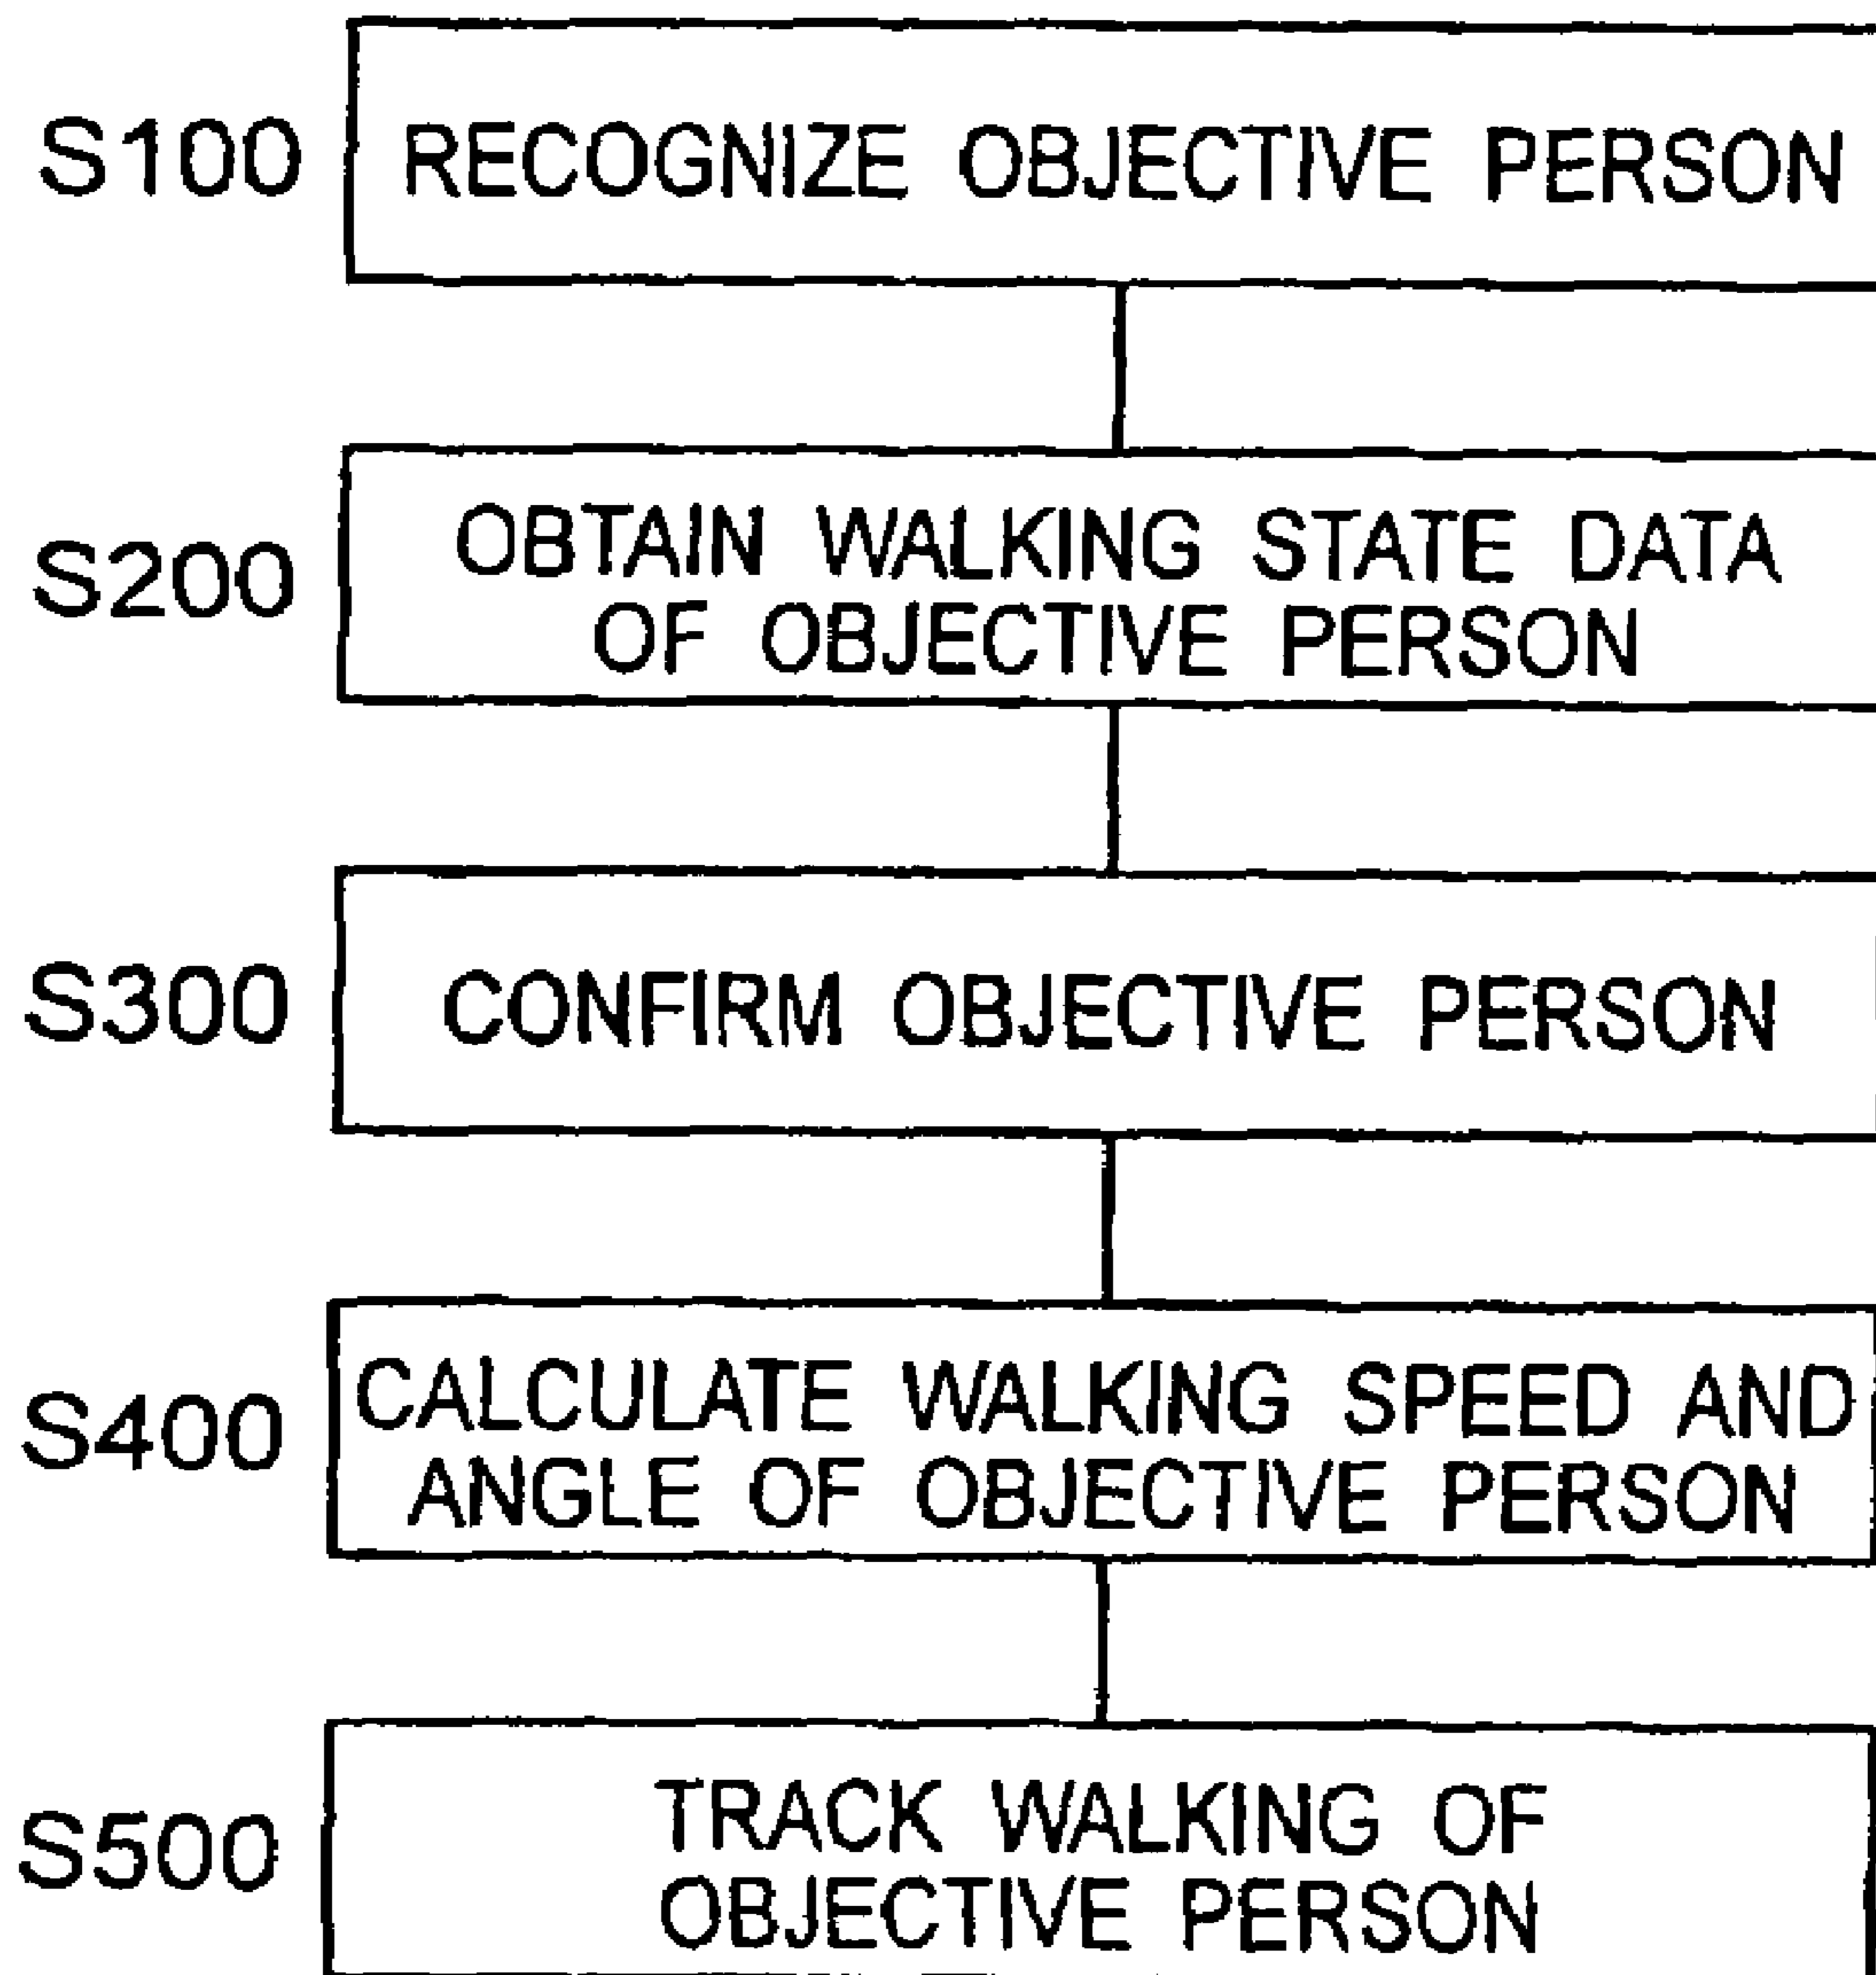 S100 RECOGNIZE OBJECTIVE PERSON
S200 OBTAIN WALKING STATE DATA
OF OBJECTIVE PERSON
S300 CONFIRM OBJECTIVE PERSON
S400 CALCULATE WALKING SPEED AND
ANGLE OF OBJECTIVE PERSON
S500 TRACK WALKING OF
OBJECTIVE PERSON